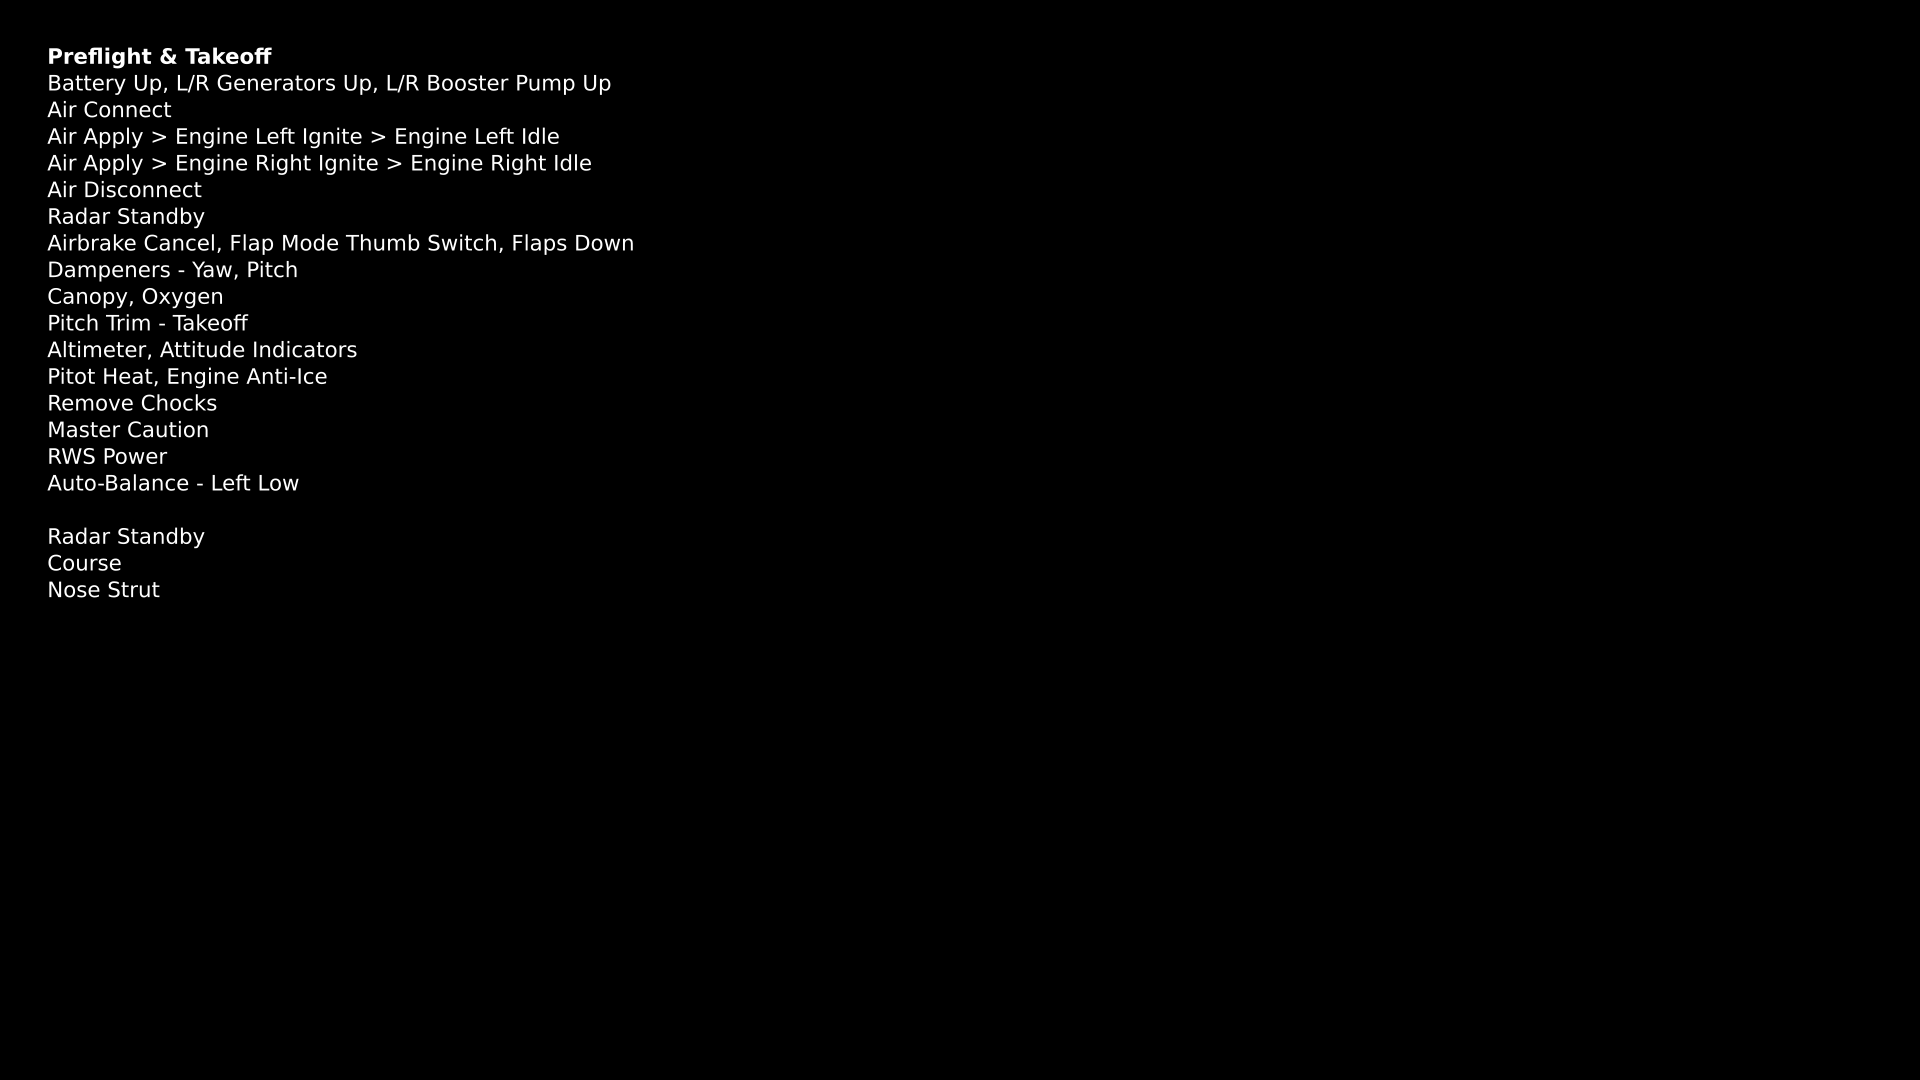 Preflight & Takeoff
Battery Up, L/R Generators Up, L/R Booster Pump Up
Air Connect
Air Apply > Engine Left Ignite > Engine Left Idle
Air Apply > Engine Right Ignite > Engine Right Idle
Air Disconnect
Radar Standby
Airbrake Cancel, Flap Mode Thumb Switch, Flaps Down
Dampeners - Yaw, Pitch
Canopy, Oxygen
Pitch Trim - Takeoff
Altimeter, Attitude Indicators
Pitot Heat, Engine Anti-Ice
Remove Chocks
Master Caution
RWS Power
Auto-Balance - Left Low
Radar Standby
Course
Nose Strut